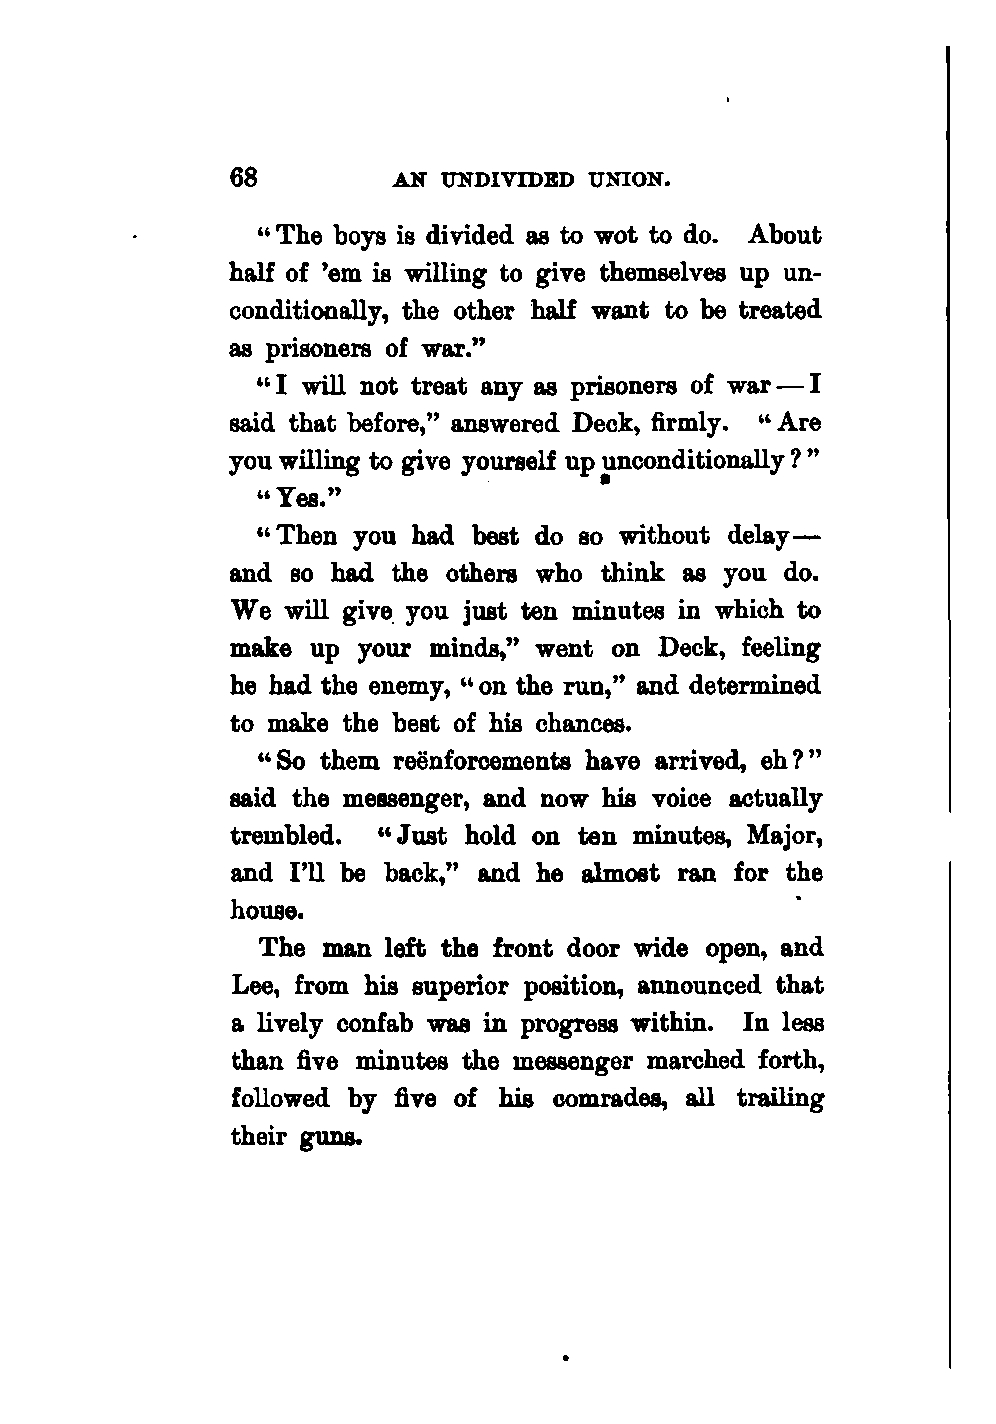 68 AN UNDIVIDED UNION.
“The boys is divided as to wot to do. About
half of ’em is willing to give themselves up un-
conditionally, the other half want to be treated
as prisoners of war.”
“I will not treat any as prisoners of war—I
said that before,” answered Deck, firmly. “Are
you willing to give yourself up unconditionally?”
“Yes.”
“Then you had best do so without delay—
and so had the others who think as you do.
We will give you just ten minutes in which to
make up your minds,” went on Deck, feeling
he had the enemy, “on the run,” and determined
to make the best of his chances.
“So them reënforcements have arrived, eh?”
said the messenger, and now his voice actually
trembled. “Just hold on ten minutes, Major,
and I’ll be back,” and he almost ran for the
house.
The man left the front door wide open, and
Lee, from his superior position, announced that
a lively confab was in progress within. In less
than five minutes the messenger marched forth,
followed by five of his comrades, all trailing
their guns.